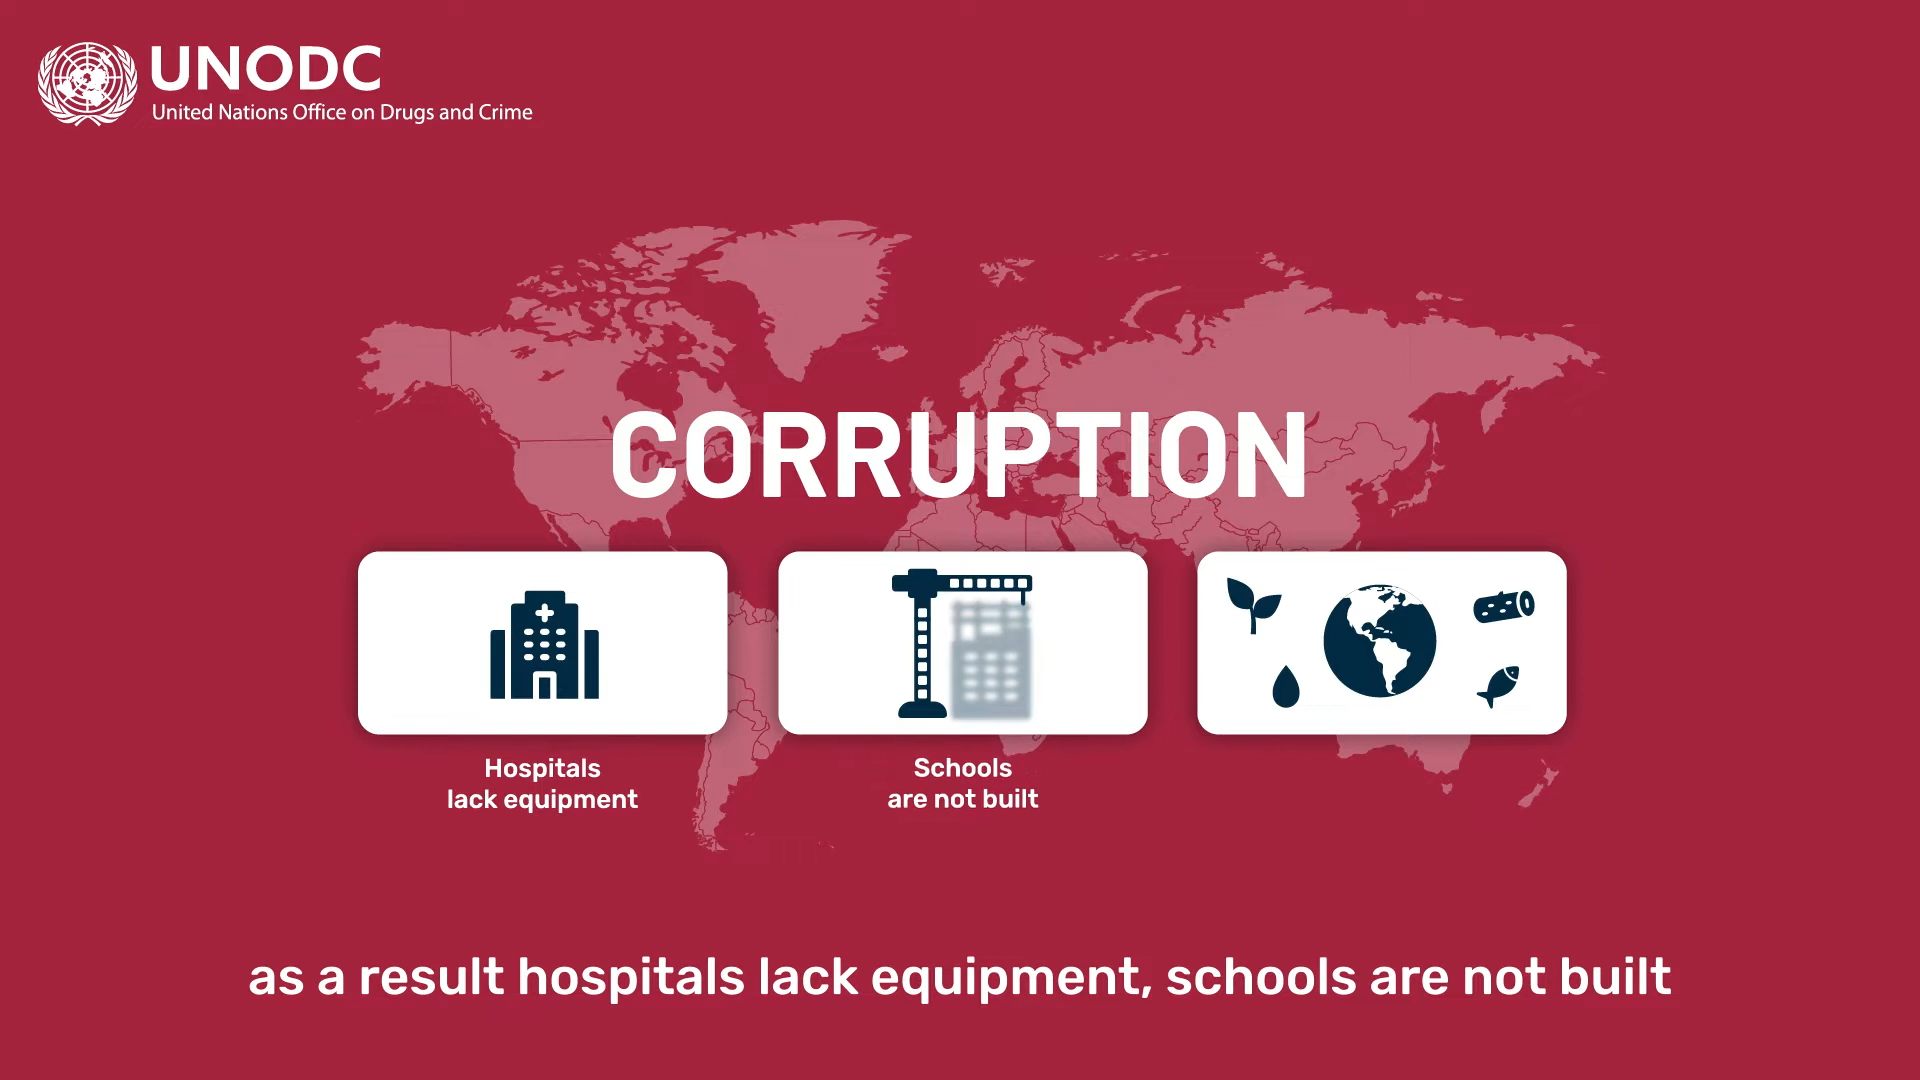 UNODC
United Nations Office on Drugs and Crime
CORRUPTION
Hospitals
lack equipment
Schools
are not built
as a result hospitals lack equipment, schools are not built